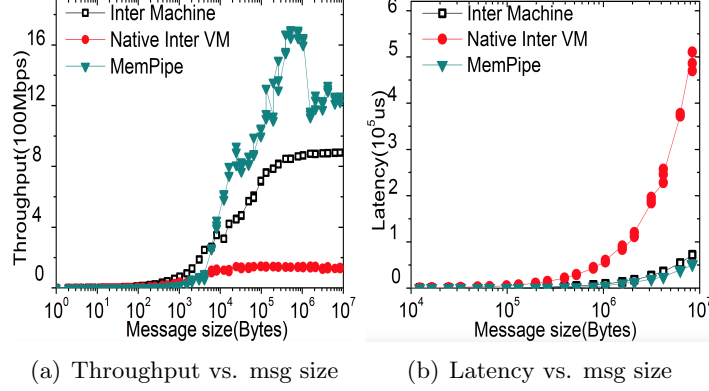 Inter Machine
Native Inter VM
MemPipe
Throughput(100Mbps)
16
12
8
4
0
10^0 10^1 10^2 10^3 10^4 10^5 10^6 10^7
Message size(Bytes)
(a) Throughput vs. msg size
Inter Machine
Native Inter VM
MemPipe
Latency(10^5us)
6
5
4
3
2
1
0
10^4 10^5 10^6 10^7
Message size(Bytes)
(b) Latency vs. msg size